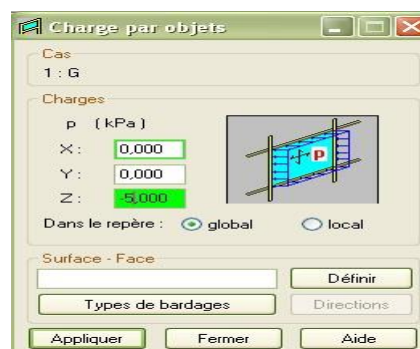 Charge par objets
Cas
1 : G
Charges
p (kPa)
X : 0,000
Y : 0,000
Z : -5,000
p
Dans le repère : global local
Surface - Face
Définir
Types de bardages Directions
Appliquer Fermer Aide